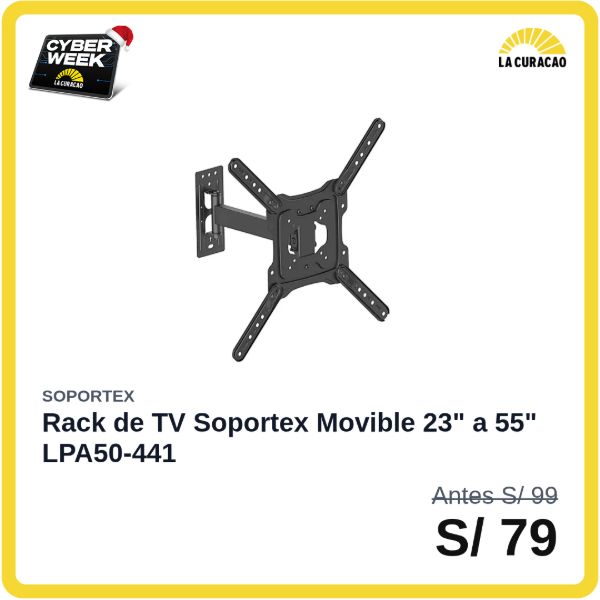 CYBER
WEEK
LA CURACAO
LA CURACAO
SOPORTEX
Rack de TV Soportex Movible 23" a 55"
LPA50-441
Antes S/ 99
S/ 79